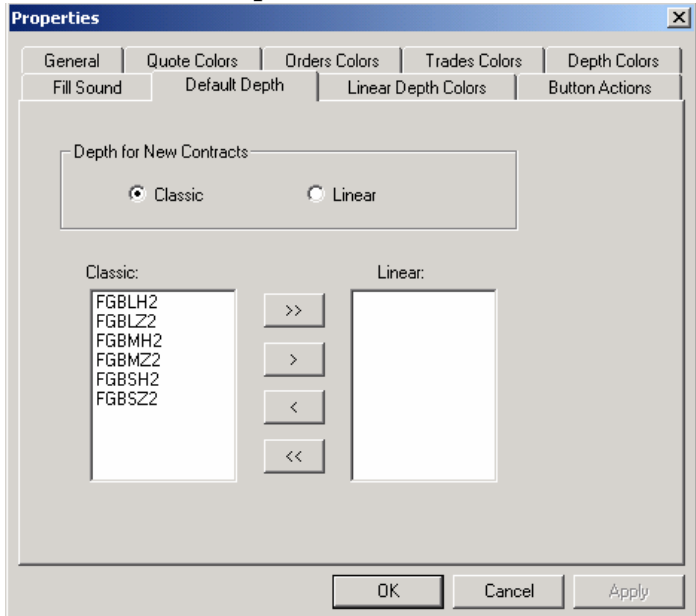 Properties
General Quote Colors Orders Colors Trades Colors Depth Colors
Fill Sound Default Depth Linear Depth Colors Button Actions
Depth for New Contracts
Classic Linear
Classic: Linear:
FGBLH2
FGBLZ2
FGBMH2
FGBMZ2
FGBSH2
FGBSZ2
>>
>
<
<<
OK Cancel Apply